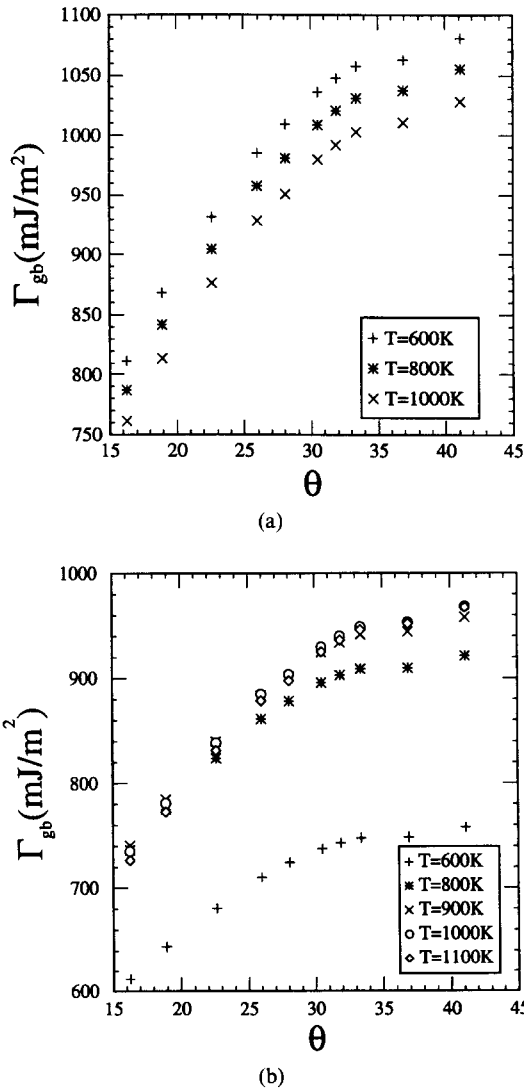 1100
1050
1000
950
900
850
800
750
Γgb(mJ/m²)
+ T=600K
✱ T=800K
× T=1000K
15 20 25 30 35 40 45
θ
(a)
1000
900
800
700
600
Γgb(mJ/m²)
+ T=600K
✱ T=800K
× T=900K
○ T=1000K
◇ T=1100K
15 20 25 30 35 40 45
θ
(b)